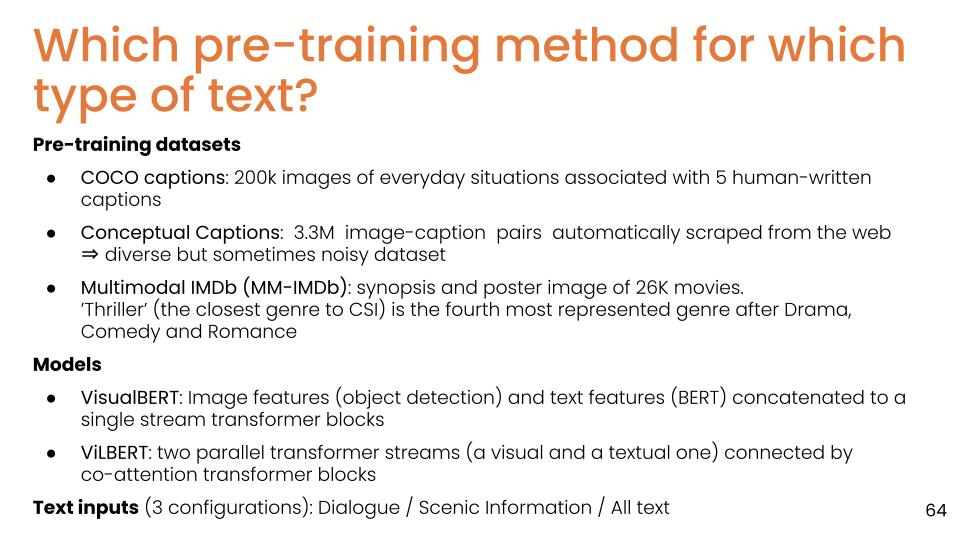 Which pre-training method for which
type of text?
Pre-training datasets
● COCO captions: 200k images of everyday situations associated with 5 human-written
captions
● Conceptual Captions: 3.3M image-caption pairs automatically scraped from the web
⇒ diverse but sometimes noisy dataset
● Multimodal IMDb (MM-IMDb): synopsis and poster image of 26K movies.
'Thriller' (the closest genre to CSI) is the fourth most represented genre after Drama,
Comedy and Romance
Models
● VisualBERT: Image features (object detection) and text features (BERT) concatenated to a
single stream transformer blocks
● ViLBERT: two parallel transformer streams (a visual and a textual one) connected by
co-attention transformer blocks
Text inputs (3 configurations): Dialogue / Scenic Information / All text
64